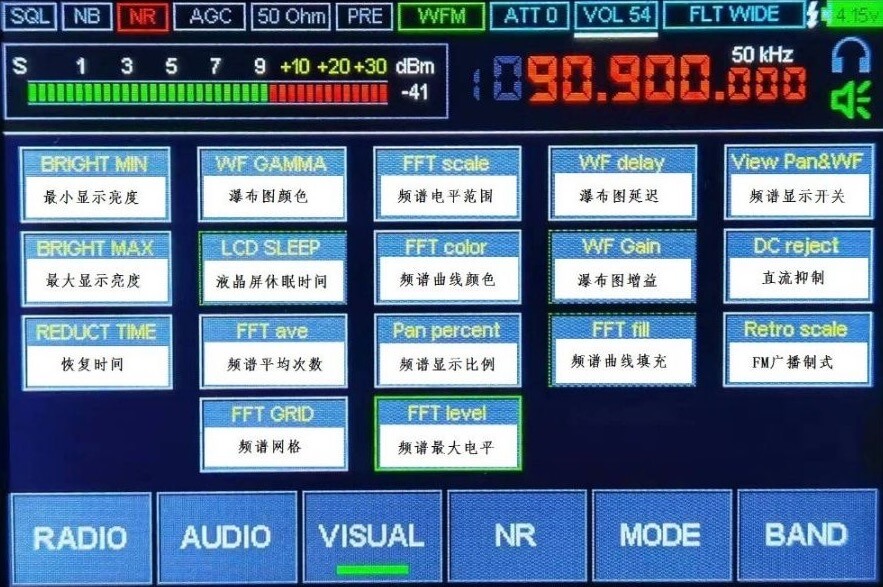 SQL NB NR AGC 50 Ohm PRE WFM ATT 0 VOL 54 FLT WIDE 4.15v
S 1 3 5 7 9 +10 +20 +30 dBm
-41
50 kHz
90.900.000
BRIGHT MIN WF GAMMA FFT scale WF delay View Pan&WF
最小显示亮度 瀑布图颜色 频谱电平范围 瀑布图延迟 频谱显示开关
BRIGHT MAX LCD SLEEP FFT color WF Gain DC reject
最大显示亮度 液晶屏休眠时间 频谱曲线颜色 瀑布图增益 直流抑制
REDUCT TIME FFT ave Pan percent FFT fill Retro scale
恢复时间 频谱平均次数 频谱显示比例 频谱曲线填充 FM广播制式
FFT GRID FFT level
频谱网格 频谱最大电平
RADIO AUDIO VISUAL NR MODE BAND